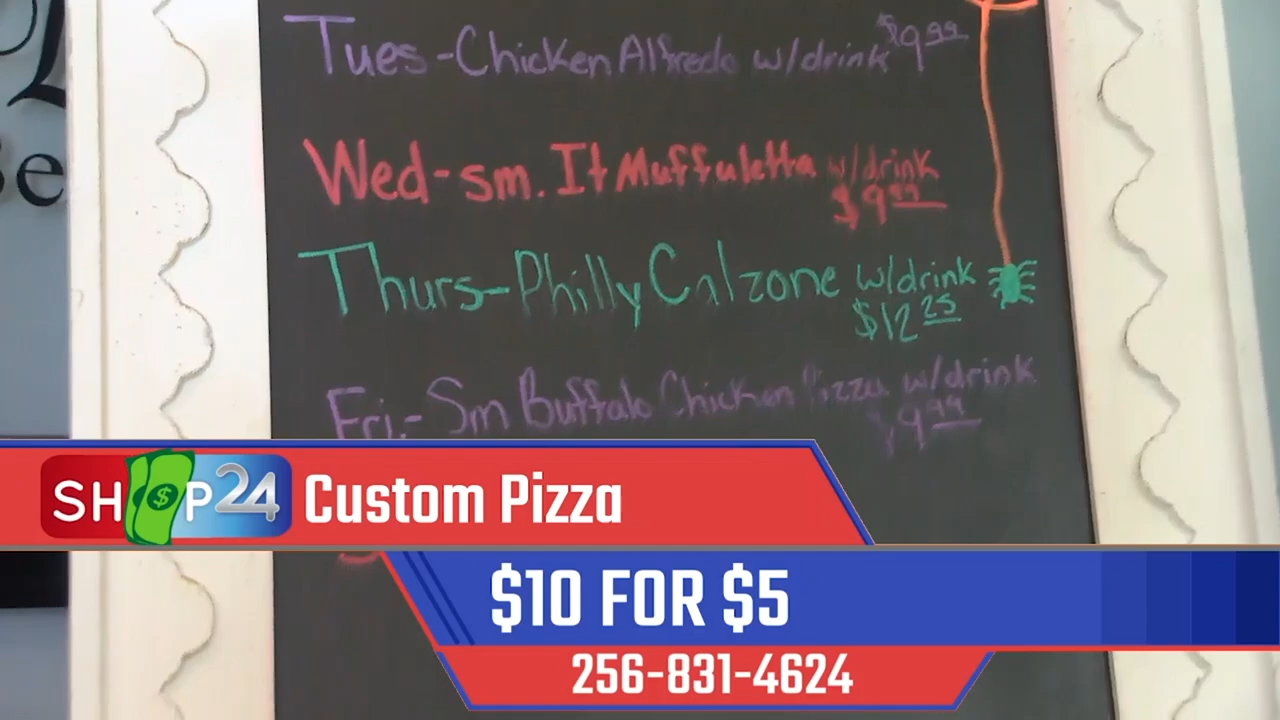 Tues-Chicken Alfredo w/drink $9.99
Wed-sm. It Muffuletta w/drink
$9.99
Thurs-Philly Calzone w/drink
$12.25
Fri.-Sm Buffalo Chicken Pizza w/drink
$9.99
SHOP24 Custom Pizza
$10 FOR $5
256-831-4624